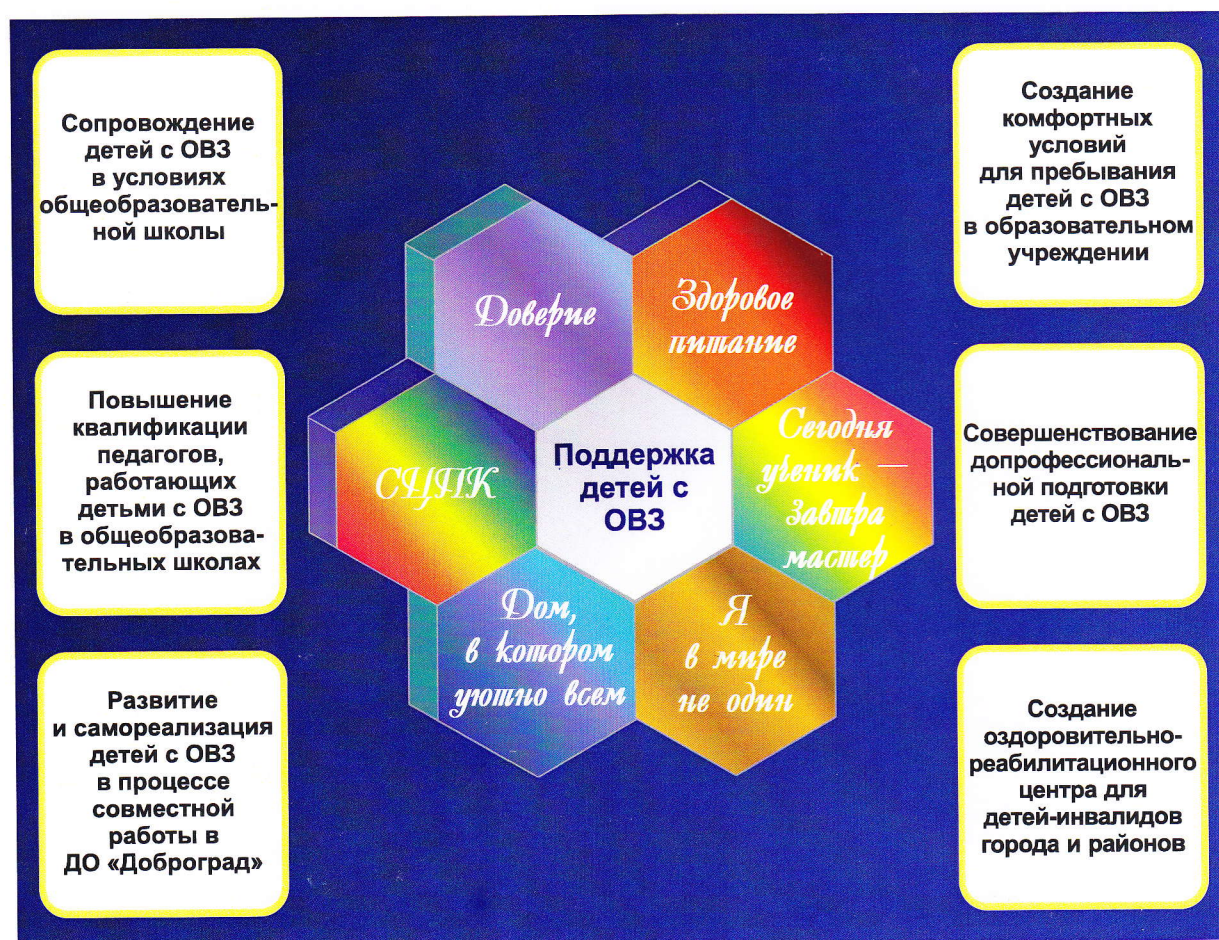 Сопровождение
детей с ОВЗ
в условиях
общеобразователь-
ной школы
Повышение
квалификации
педагогов,
работающих
детьми с ОВЗ
в общеобразова-
тельных школах
Развитие
и самореализация
детей с ОВЗ
в процессе
совместной
работы в
ДО «Доброград»
Доверие
Здоровое
питание
СЦПК
Поддержка
детей с
ОВЗ
Сегодня
ученик —
завтра
мастер
Дом,
в котором
уютно всем
Я
в мире
не один
Создание
комфортных
условий
для пребывания
детей с ОВЗ
в образовательном
учреждении
Совершенствование
допрофессиональ-
ной подготовки
детей с ОВЗ
Создание
оздоровительно-
реабилитационного
центра для
детей-инвалидов
города и районов